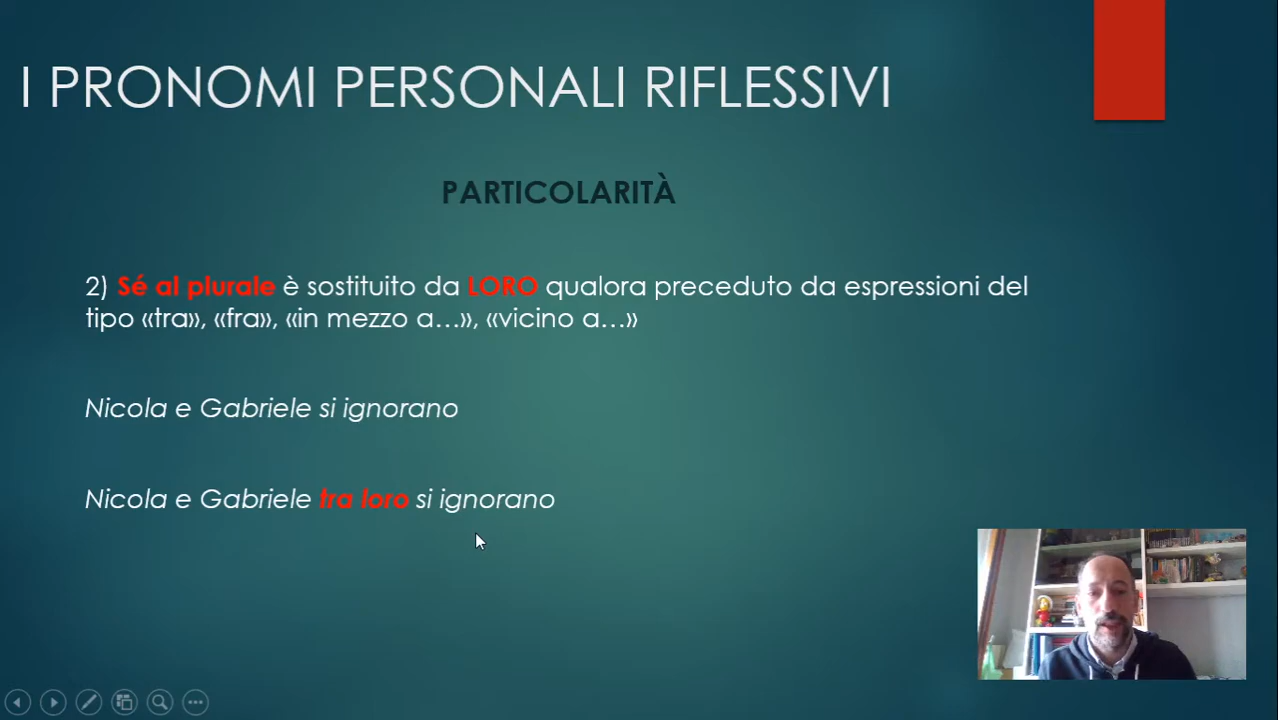 I PRONOMI PERSONALI RIFLESSIVI
PARTICOLARITÀ
2) Sé al plurale è sostituito da LORO qualora preceduto da espressioni del
tipo «tra», «fra», «in mezzo a…», «vicino a…»
Nicola e Gabriele si ignorano
Nicola e Gabriele tra loro si ignorano